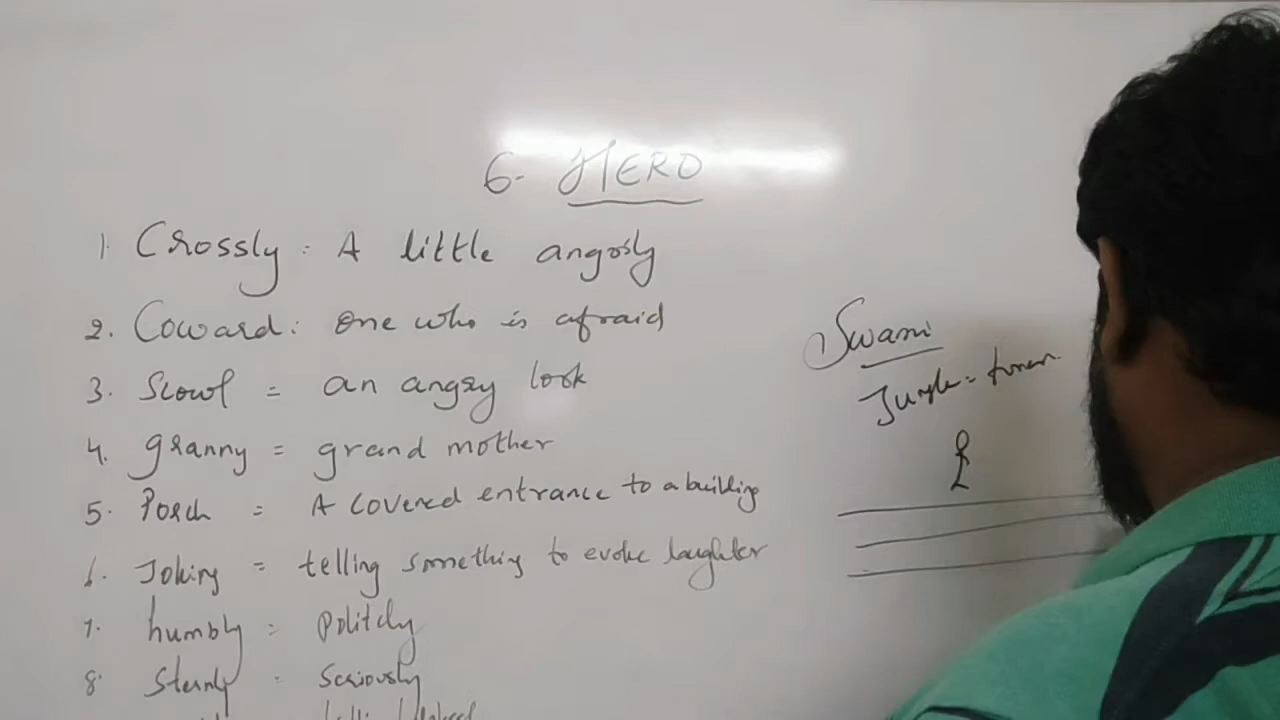 6- HERO
1. Crossly : A little angrily
2. Coward : One who is afraid
3. Scowl = an angry look
4. granny = grand mother
5. Porch = A covered entrance to a building
6. Joking = telling something to evoke laughter
7. humbly = politely
8. Sternly = Seriously
Swami
Jungle =